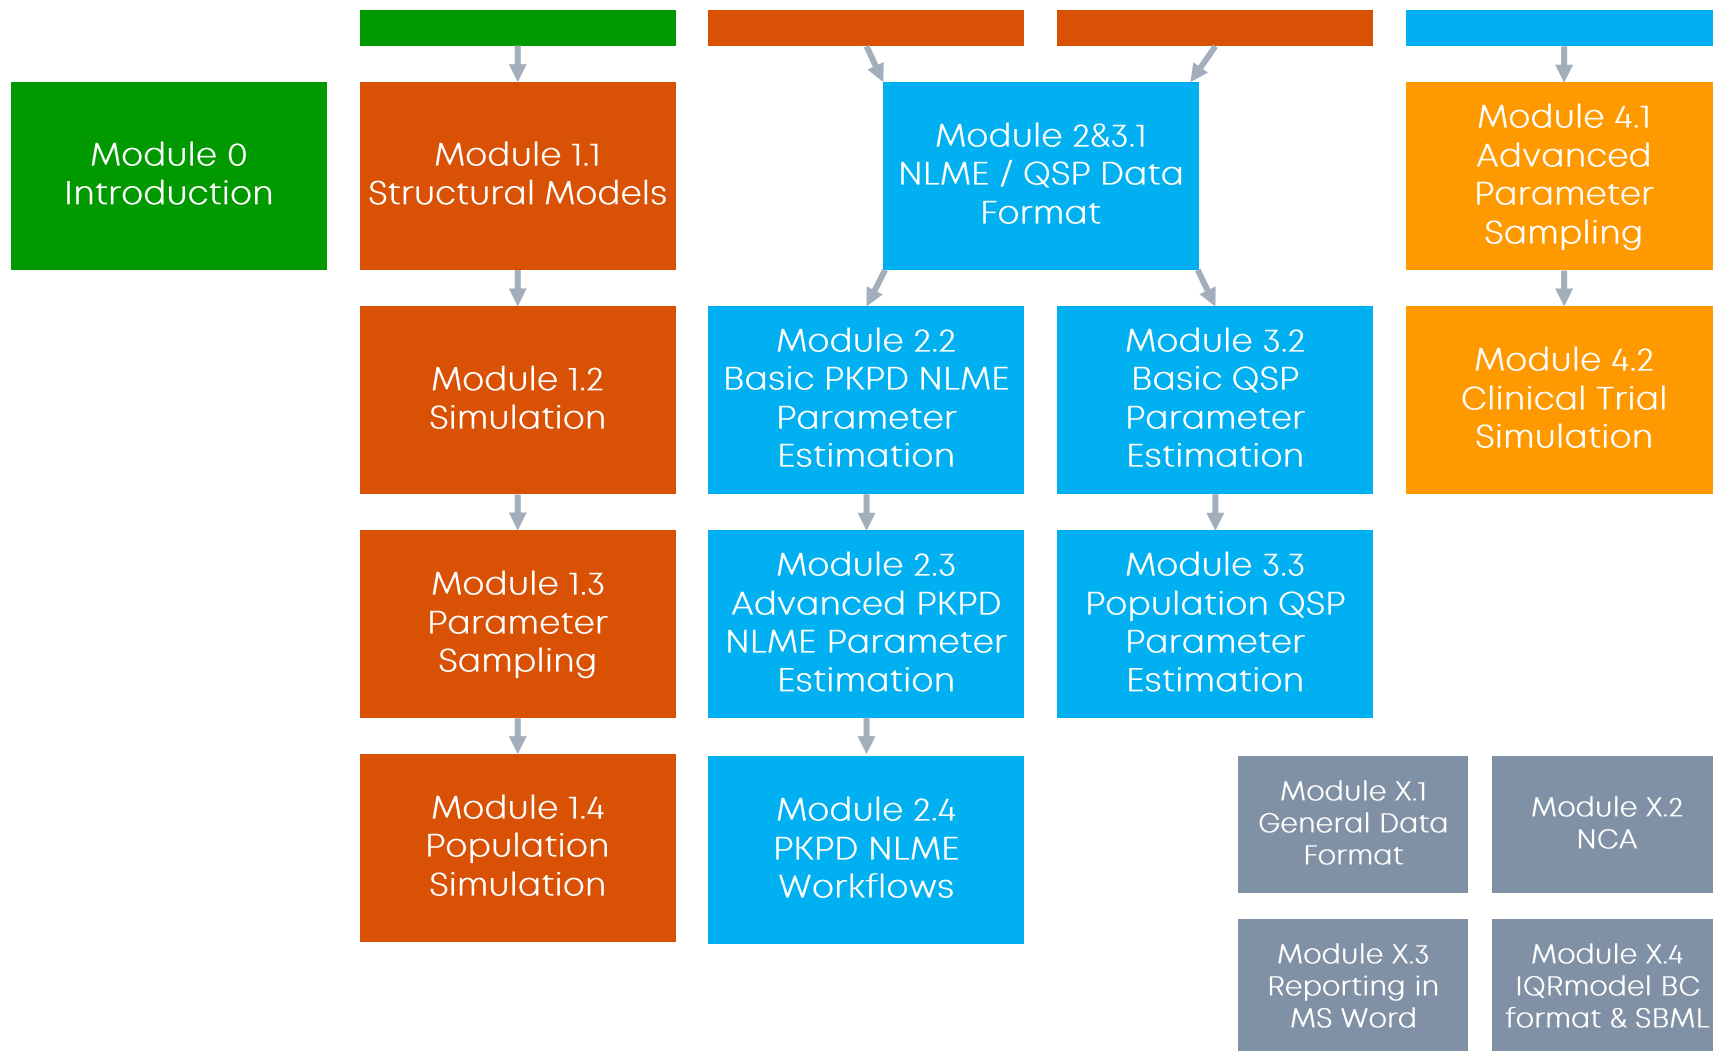 Module 0
Introduction
Module 1.1
Structural Models
Module 2&3.1
NLME / QSP Data
Format
Module 4.1
Advanced
Parameter
Sampling
Module 1.2
Simulation
Module 2.2
Basic PKPD NLME
Parameter
Estimation
Module 3.2
Basic QSP
Parameter
Estimation
Module 4.2
Clinical Trial
Simulation
Module 1.3
Parameter
Sampling
Module 2.3
Advanced PKPD
NLME Parameter
Estimation
Module 3.3
Population QSP
Parameter
Estimation
Module 1.4
Population
Simulation
Module 2.4
PKPD NLME
Workflows
Module X.1
General Data
Format
Module X.2
NCA
Module X.3
Reporting in
MS Word
Module X.4
IQRmodel BC
format & SBML